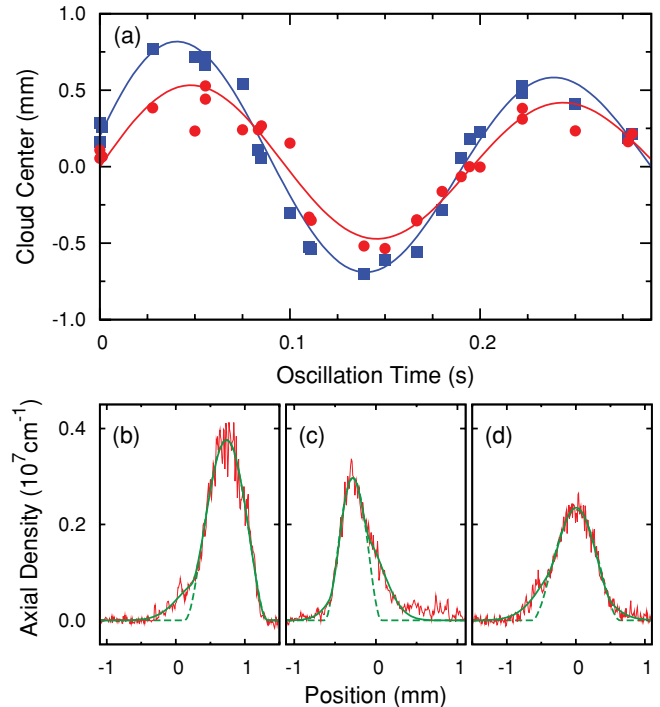 (a)
1.0
0.5
0.0
-0.5
-1.0
Cloud Center (mm)
0 0.1 0.2
Oscillation Time (s)
(b) (c) (d)
0.4
0.2
0.0
Axial Density (10⁷cm⁻¹)
-1 0 1 -1 0 1 -1 0 1
Position (mm)